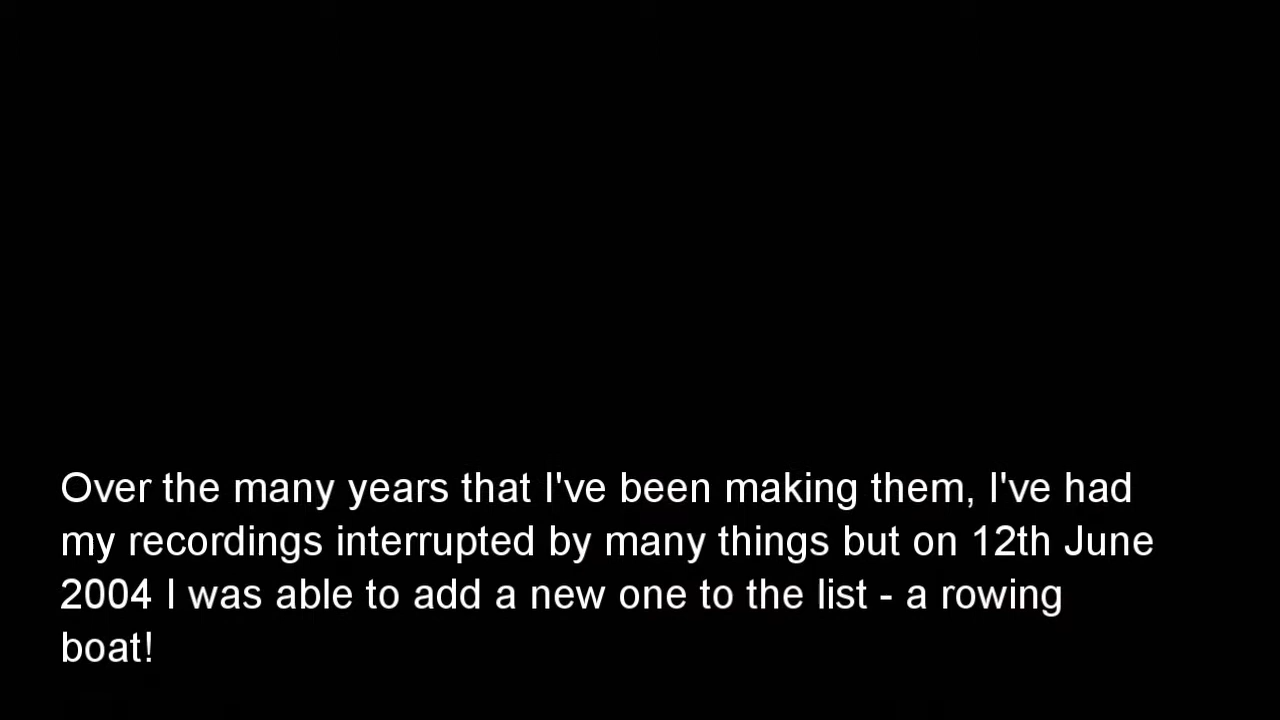 Over the many years that I've been making them, I've had
my recordings interrupted by many things but on 12th June
2004 I was able to add a new one to the list - a rowing
boat!